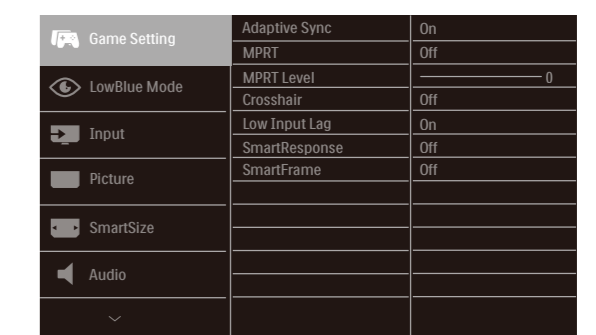 Game Setting
LowBlue Mode
Input
Picture
SmartSize
Audio
Adaptive Sync On
MPRT Off
MPRT Level 0
Crosshair Off
Low Input Lag On
SmartResponse Off
SmartFrame Off